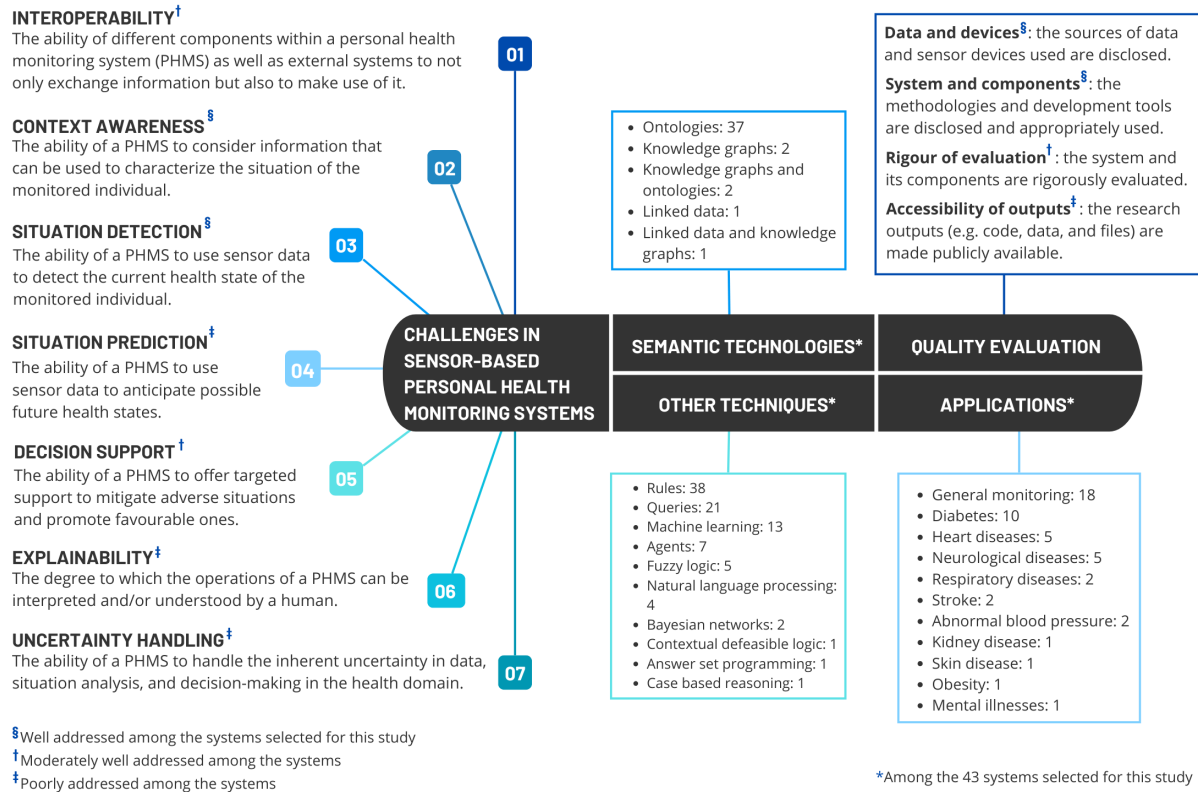 INTEROPERABILITY†
The ability of different components within a personal health
monitoring system (PHMS) as well as external systems to not
only exchange information but also to make use of it.
01
CONTEXT AWARENESS§
The ability of a PHMS to consider information that
can be used to characterize the situation of the
monitored individual.
02
SITUATION DETECTION§
The ability of a PHMS to use sensor data
to detect the current health state of the
monitored individual.
03
SITUATION PREDICTION‡
The ability of a PHMS to use
sensor data to anticipate possible
future health states.
04
DECISION SUPPORT†
The ability of a PHMS to offer targeted
support to mitigate adverse situations
and promote favourable ones.
05
EXPLAINABILITY‡
The degree to which the operations of a PHMS can be
interpreted and/or understood by a human.
06
UNCERTAINTY HANDLING‡
The ability of a PHMS to handle the inherent uncertainty in data,
situation analysis, and decision-making in the health domain.
07
CHALLENGES IN
SENSOR-BASED
PERSONAL HEALTH
MONITORING SYSTEMS
• Ontologies: 37
• Knowledge graphs: 2
• Knowledge graphs and
ontologies: 2
• Linked data: 1
• Linked data and knowledge
graphs: 1
SEMANTIC TECHNOLOGIES*
Data and devices§: the sources of data
and sensor devices used are disclosed.
System and components§: the
methodologies and development tools
are disclosed and appropriately used.
Rigour of evaluation†: the system and
its components are rigorously evaluated.
Accessibility of outputs‡: the research
outputs (e.g. code, data, and files) are
made publicly available.
QUALITY EVALUATION
OTHER TECHNIQUES*
• Rules: 38
• Queries: 21
• Machine learning: 13
• Agents: 7
• Fuzzy logic: 5
• Natural language processing:
4
• Bayesian networks: 2
• Contextual defeasible logic: 1
• Answer set programming: 1
• Case based reasoning: 1
APPLICATIONS*
• General monitoring: 18
• Diabetes: 10
• Heart diseases: 5
• Neurological diseases: 5
• Respiratory diseases: 2
• Stroke: 2
• Abnormal blood pressure: 2
• Kidney disease: 1
• Skin disease: 1
• Obesity: 1
• Mental illnesses: 1
§Well addressed among the systems selected for this study
†Moderately well addressed among the systems
‡Poorly addressed among the systems
*Among the 43 systems selected for this study